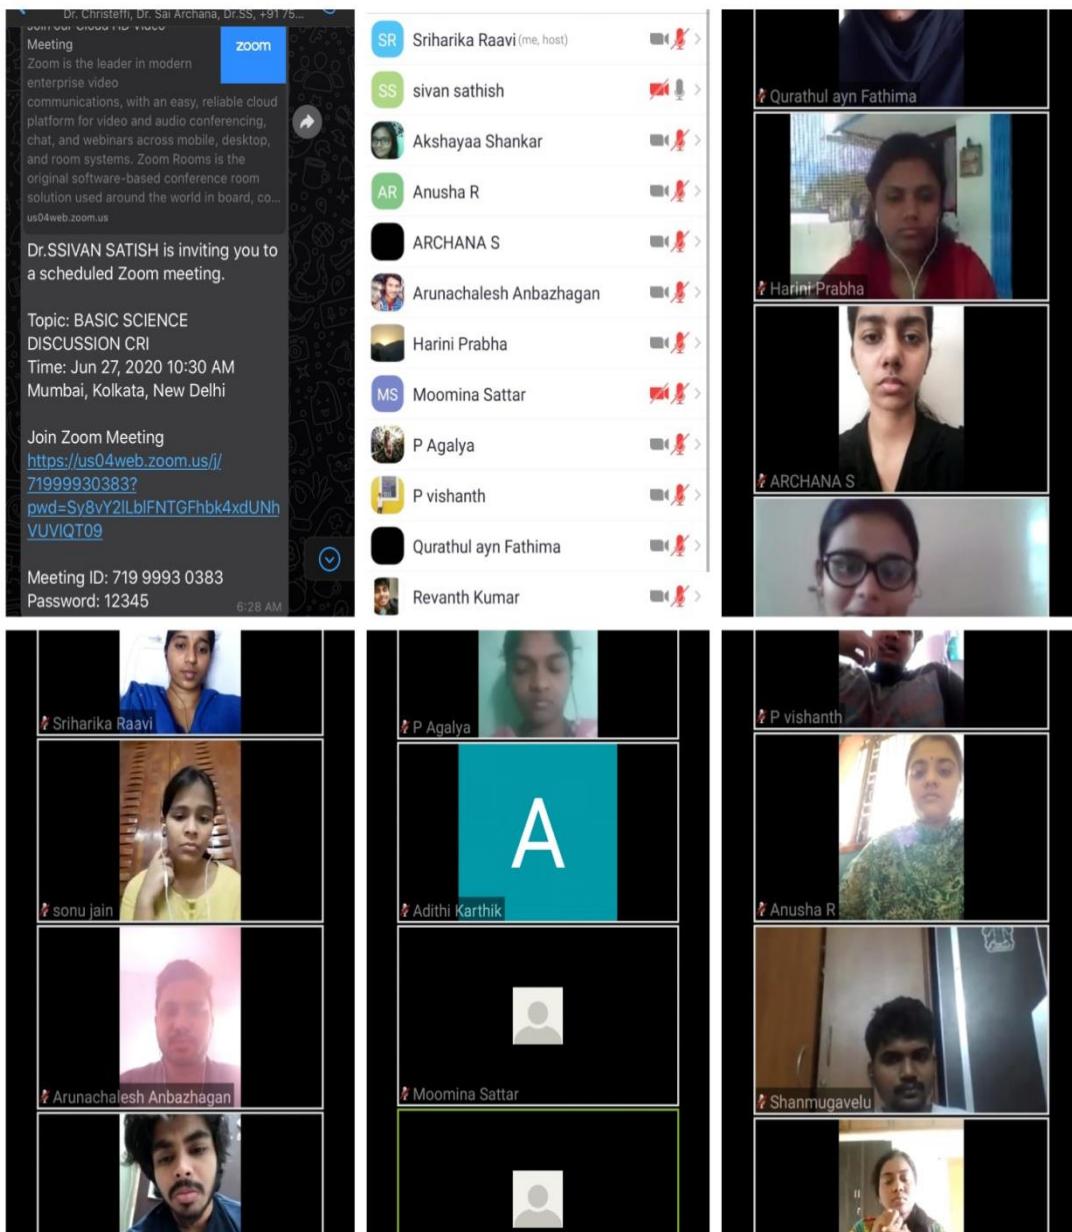 Dr. Christeffi, Dr. Sai Archana, Dr.SS, +91 75...
Join our Cloud HD Video
Meeting
zoom
Zoom is the leader in modern
enterprise video
communications, with an easy, reliable cloud
platform for video and audio conferencing,
chat, and webinars across mobile, desktop,
and room systems. Zoom Rooms is the
original software-based conference room
solution used around the world in board, co...
us04web.zoom.us
Dr.SSIVAN SATISH is inviting you to
a scheduled Zoom meeting.
Topic: BASIC SCIENCE
DISCUSSION CRI
Time: Jun 27, 2020 10:30 AM
Mumbai, Kolkata, New Delhi
Join Zoom Meeting
https://us04web.zoom.us/j/
71999930383?
pwd=Sy8vY2lLblFNTGFhbk4xdUNh
VUVIQT09
Meeting ID: 719 9993 0383
Password: 12345
6:28 AM
SR Sriharika Raavi (me, host)
SS sivan sathish
Akshayaa Shankar
AR Anusha R
ARCHANA S
Arunachalesh Anbazhagan
Harini Prabha
MS Moomina Sattar
P Agalya
P vishanth
Qurathul ayn Fathima
Revanth Kumar
Qurathul ayn Fathima
Harini Prabha
ARCHANA S
Sriharika Raavi
sonu jain
Arunachalesh Anbazhagan
P Agalya
A
Adithi Karthik
Moomina Sattar
P vishanth
Anusha R
Shanmugavelu